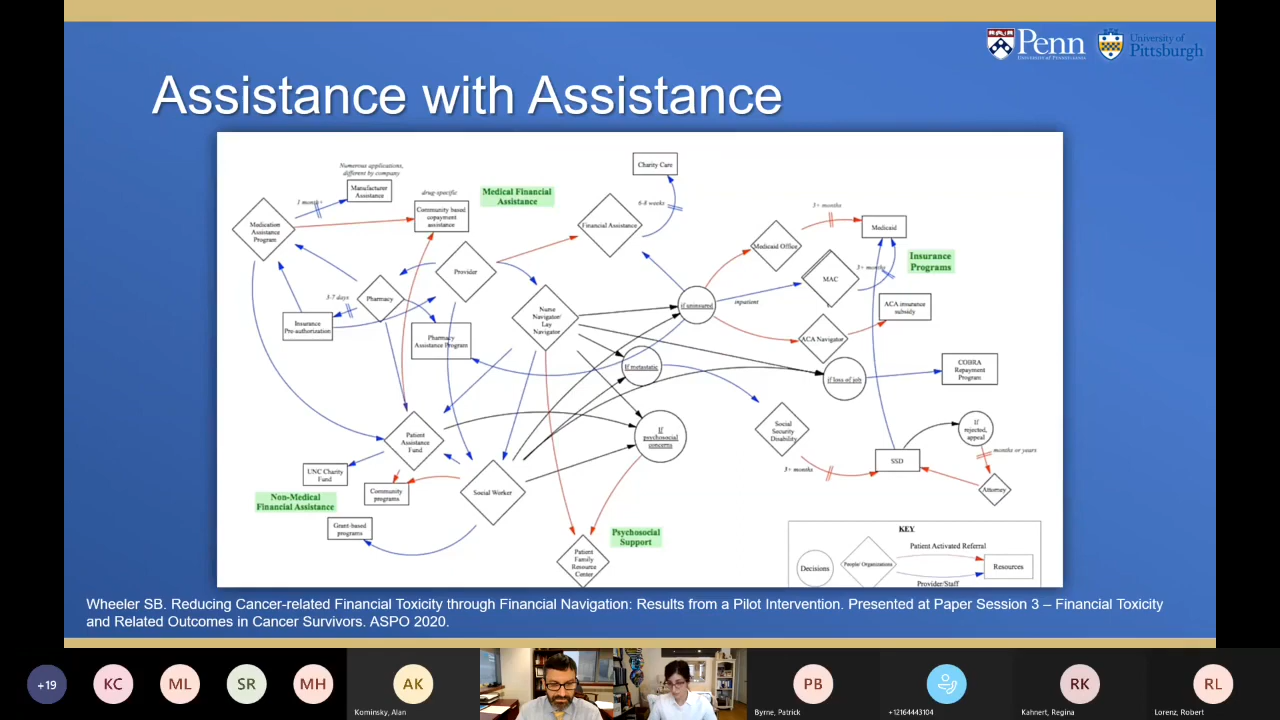 Penn
UNIVERSITY OF PENNSYLVANIA
University of
Pittsburgh
Assistance with Assistance
Numerous applications,
different by company
Manufacturer
Assistance
1 month+
drug-specific
Community based
copayment
assistance
Medical Financial
Assistance
Charity Care
6-8 weeks
Financial Assistance
Medication
Assistance
Program
Provider
Pharmacy
3-7 days
Insurance
Pre-authorization
Pharmacy
Assistance Program
Nurse
Navigator/
Lay
Navigator
if uninsured
inpatient
If metastatic
Medicaid Office
3+ months
Medicaid
MAC
3+ months
Insurance
Programs
ACA insurance
subsidy
ACA Navigator
if loss of job
COBRA
Repayment
Program
If
psychosocial
concerns
Social
Security
Disability
3+ months
SSD
If
rejected,
appeal
months or years
Attorney
Patient
Assistance
Fund
UNC Charity
Fund
Community
programs
Non-Medical
Financial Assistance
Grant-based
programs
Social Worker
Psychosocial
Support
Patient
Family
Resource
Center
KEY
Decisions
People/ Organizations
Patient Activated Referral
Provider/Staff
Resources
Wheeler SB. Reducing Cancer-related Financial Toxicity through Financial Navigation: Results from a Pilot Intervention. Presented at Paper Session 3 – Financial Toxicity
and Related Outcomes in Cancer Survivors. ASPO 2020.
+19
KC
ML
SR
MH
AK
Kominsky, Alan
PB
Byrne, Patrick
+12164443104
RK
Kahnert, Regina
RL
Lorenz, Robert